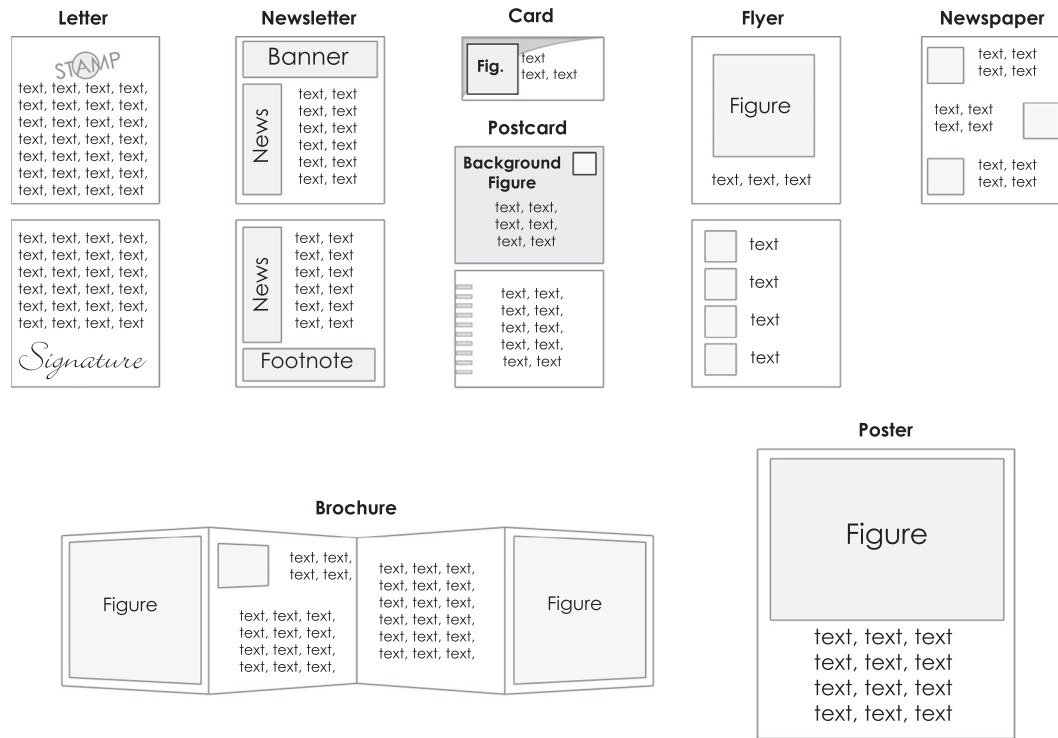 Letter
STAMP
text, text, text, text,
text, text, text, text,
text, text, text, text,
text, text, text, text,
text, text, text, text,
text, text, text, text,
text, text, text, text
text, text, text, text,
text, text, text, text,
text, text, text, text,
text, text, text, text,
text, text, text, text,
text, text, text, text
Signature
Newsletter
Banner
News
text, text
text, text
text, text
text, text
text, text
text, text
News
text, text
text, text
text, text
text, text
text, text
text, text
Footnote
Card
Fig.
text
text, text
Postcard
Background
Figure
text, text,
text, text,
text, text
text, text,
text, text,
text, text,
text, text,
text, text
Flyer
Figure
text, text, text
text
text
text
text
Newspaper
text, text
text, text
text, text
text, text
text, text
text, text
Brochure
Figure
text, text,
text, text,
text, text, text,
text, text, text,
text, text, text,
text, text, text,
text, text, text,
text, text, text,
text, text, text,
text, text, text,
text, text, text,
text, text, text,
Figure
Poster
Figure
text, text, text
text, text, text
text, text, text
text, text, text